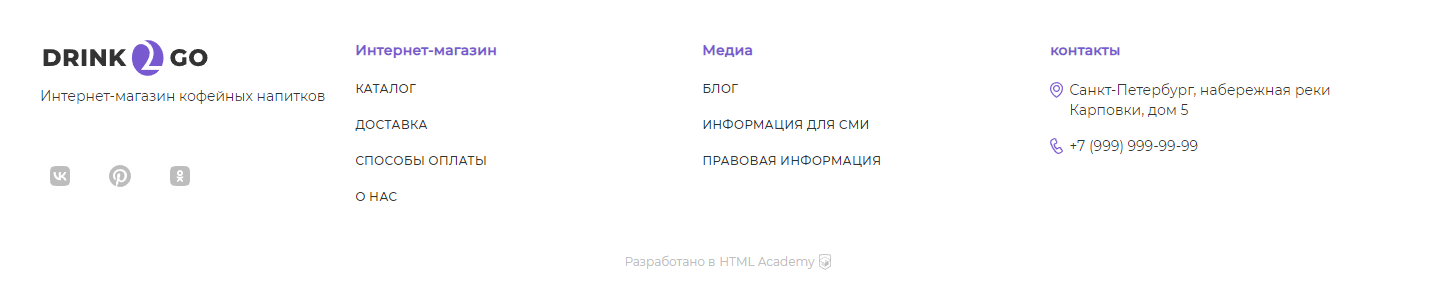 DRINK 2 GO
Интернет-магазин кофейных напитков
Интернет-магазин
КАТАЛОГ
ДОСТАВКА
СПОСОБЫ ОПЛАТЫ
О НАС
Медиа
БЛОГ
ИНФОРМАЦИЯ ДЛЯ СМИ
ПРАВОВАЯ ИНФОРМАЦИЯ
контакты
Санкт-Петербург, набережная реки
Карповки, дом 5
+7 (999) 999-99-99
Разработано в HTML Academy